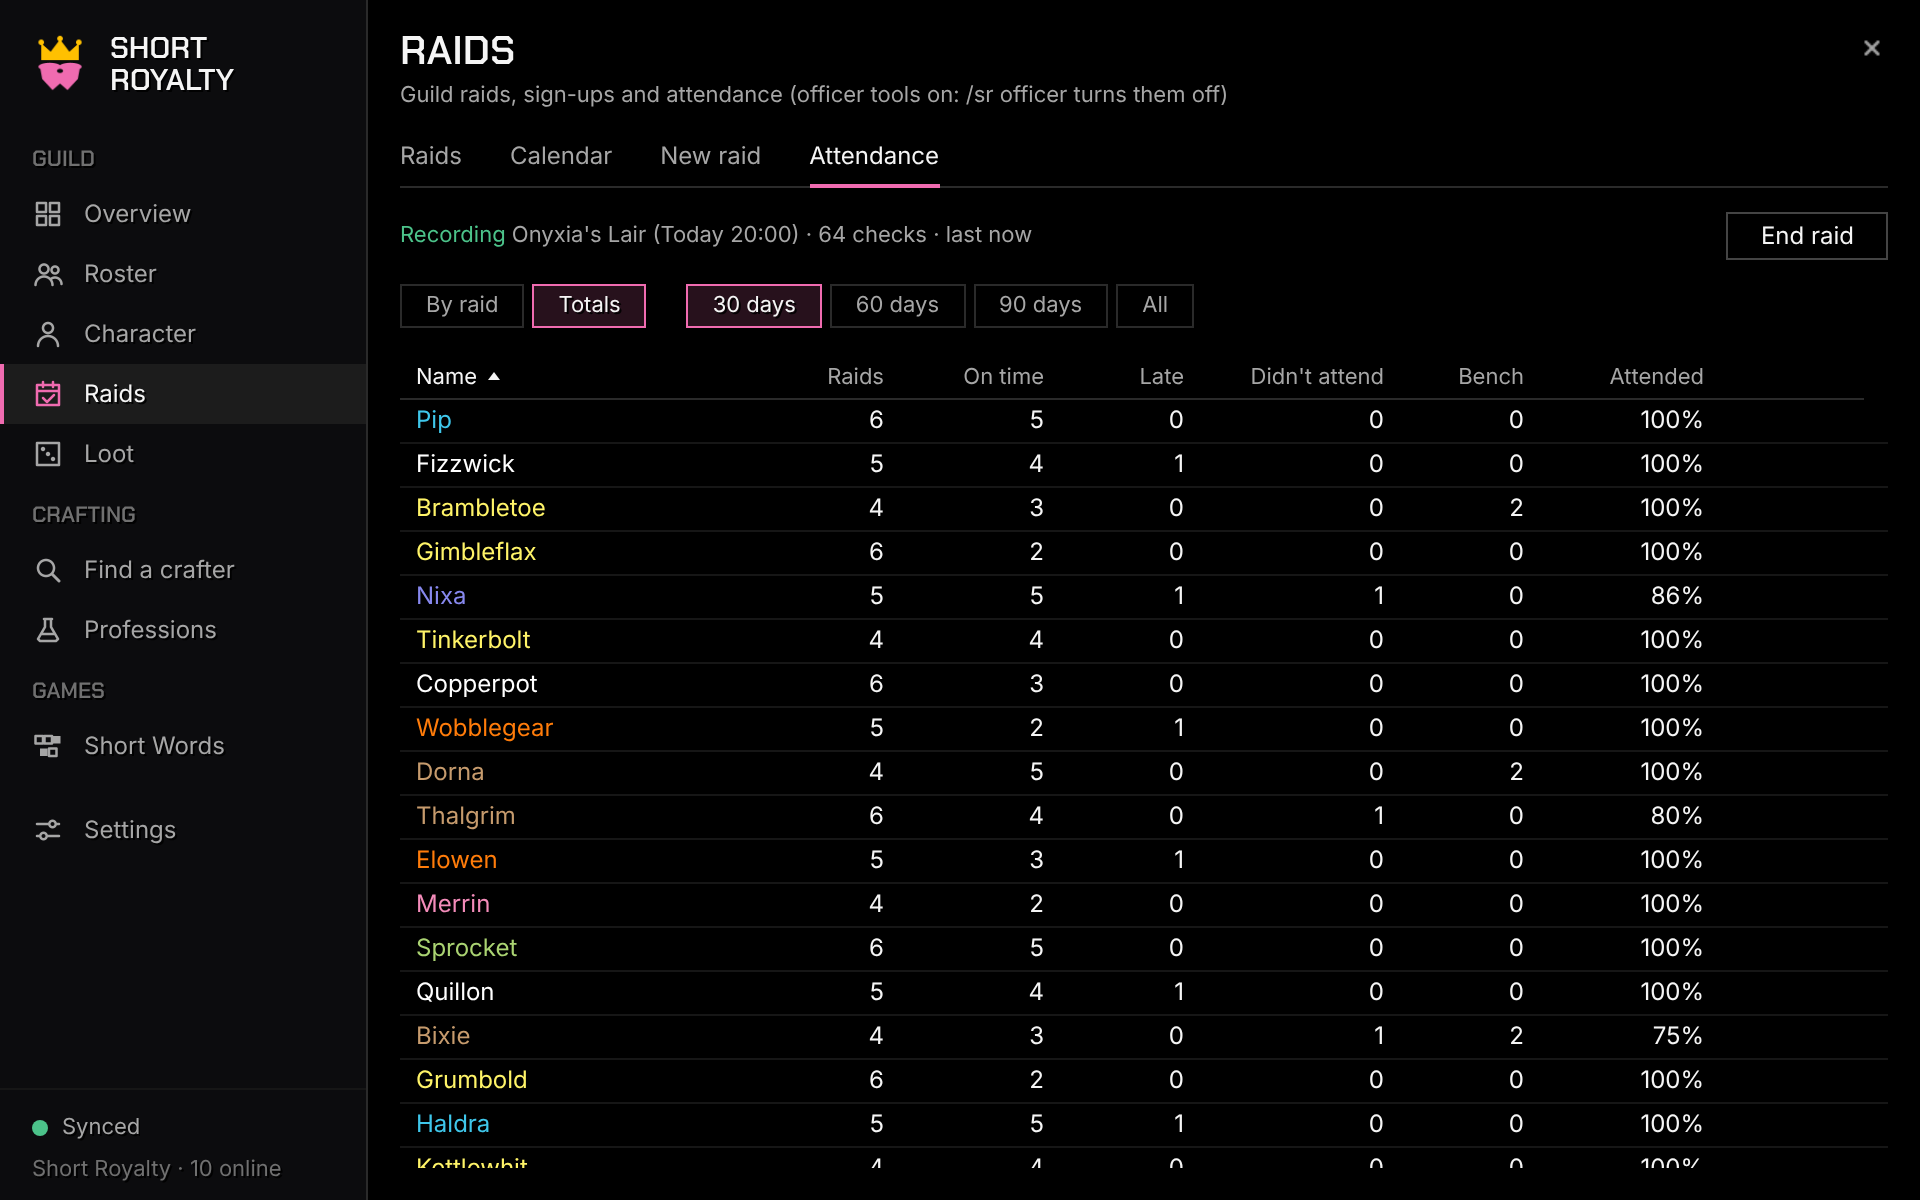 SHORT
ROYALTY
GUILD
Overview
Roster
Character
Raids
Loot
CRAFTING
Find a crafter
Professions
GAMES
Short Words
Settings
Synced
Short Royalty · 10 online
RAIDS
Guild raids, sign-ups and attendance (officer tools on: /sr officer turns them off)
Raids Calendar New raid Attendance
Recording Onyxia's Lair (Today 20:00) · 64 checks · last now
End raid
By raid Totals 30 days 60 days 90 days All
Name Raids On time Late Didn't attend Bench Attended
Pip 6 5 0 0 0 100%
Fizzwick 5 4 1 0 0 100%
Brambletoe 4 3 0 0 2 100%
Gimbleflax 6 2 0 0 0 100%
Nixa 5 5 1 1 0 86%
Tinkerbolt 4 4 0 0 0 100%
Copperpot 6 3 0 0 0 100%
Wobblegear 5 2 1 0 0 100%
Dorna 4 5 0 0 2 100%
Thalgrim 6 4 0 1 0 80%
Elowen 5 3 1 0 0 100%
Merrin 4 2 0 0 0 100%
Sprocket 6 5 0 0 0 100%
Quillon 5 4 1 0 0 100%
Bixie 4 3 0 1 2 75%
Grumbold 6 2 0 0 0 100%
Haldra 5 5 1 0 0 100%
Kettlewhit 4 4 0 0 0 100%